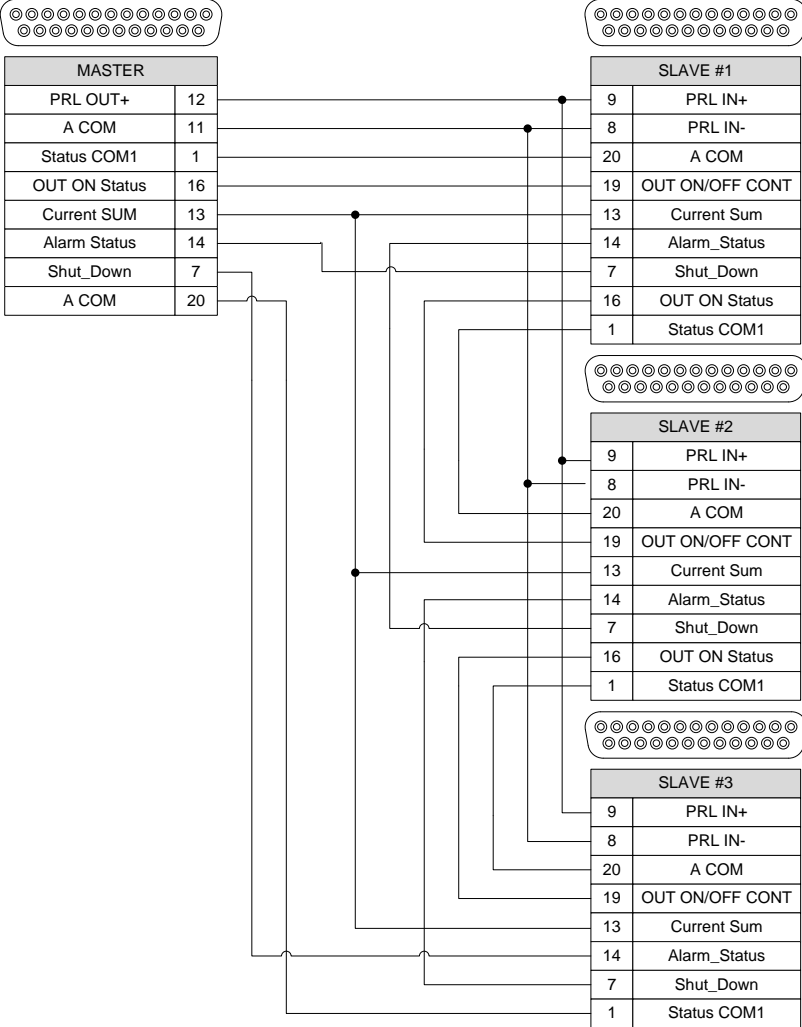 MASTER
PRL OUT+ 12
A COM 11
Status COM1 1
OUT ON Status 16
Current SUM 13
Alarm Status 14
Shut_Down 7
A COM 20
SLAVE #1
9 PRL IN+
8 PRL IN-
20 A COM
19 OUT ON/OFF CONT
13 Current Sum
14 Alarm_Status
7 Shut_Down
16 OUT ON Status
1 Status COM1
SLAVE #2
9 PRL IN+
8 PRL IN-
20 A COM
19 OUT ON/OFF CONT
13 Current Sum
14 Alarm_Status
7 Shut_Down
16 OUT ON Status
1 Status COM1
SLAVE #3
9 PRL IN+
8 PRL IN-
20 A COM
19 OUT ON/OFF CONT
13 Current Sum
14 Alarm_Status
7 Shut_Down
1 Status COM1